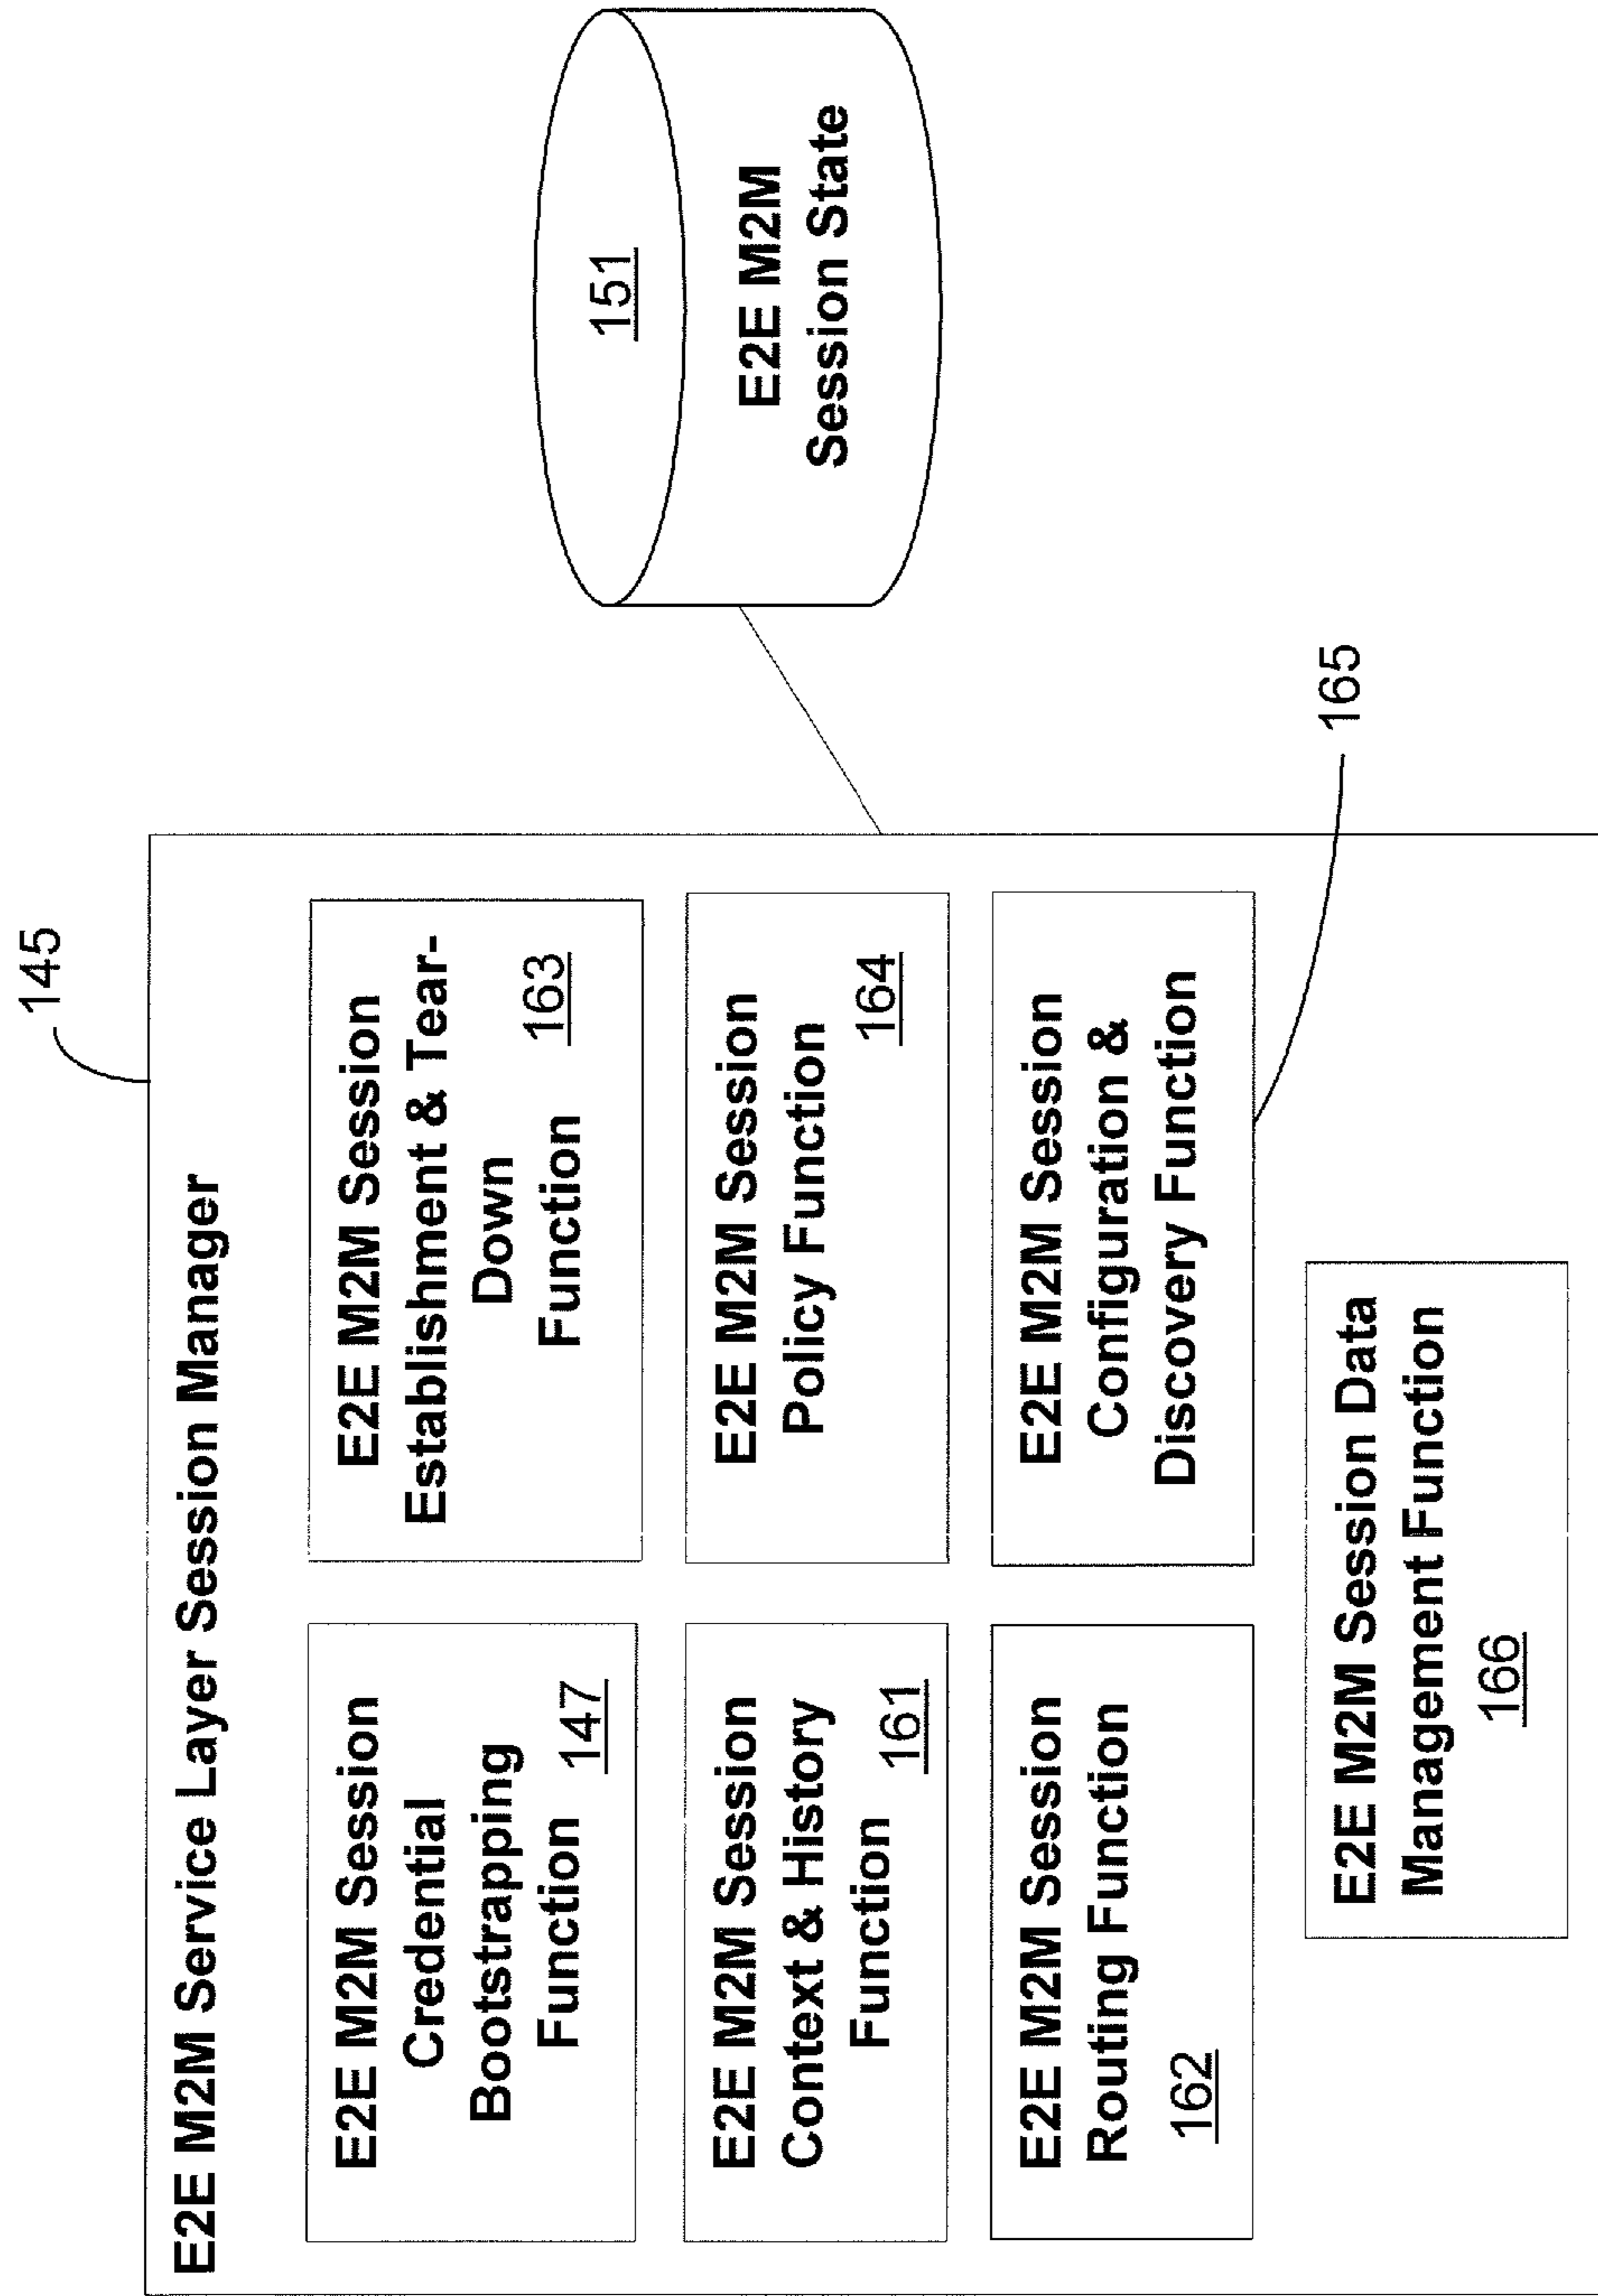 145
E2E M2M Service Layer Session Manager
E2E M2M Session
Credential
Bootstrapping
Function
147
E2E M2M Session
Establishment & Tear-
Down
Function
163
E2E M2M Session
Context & History
Function
161
E2E M2M Session
Policy Function
164
E2E M2M Session
Routing Function
162
E2E M2M Session
Configuration &
Discovery Function
165
E2E M2M Session Data
Management Function
166
151
E2E M2M
Session State